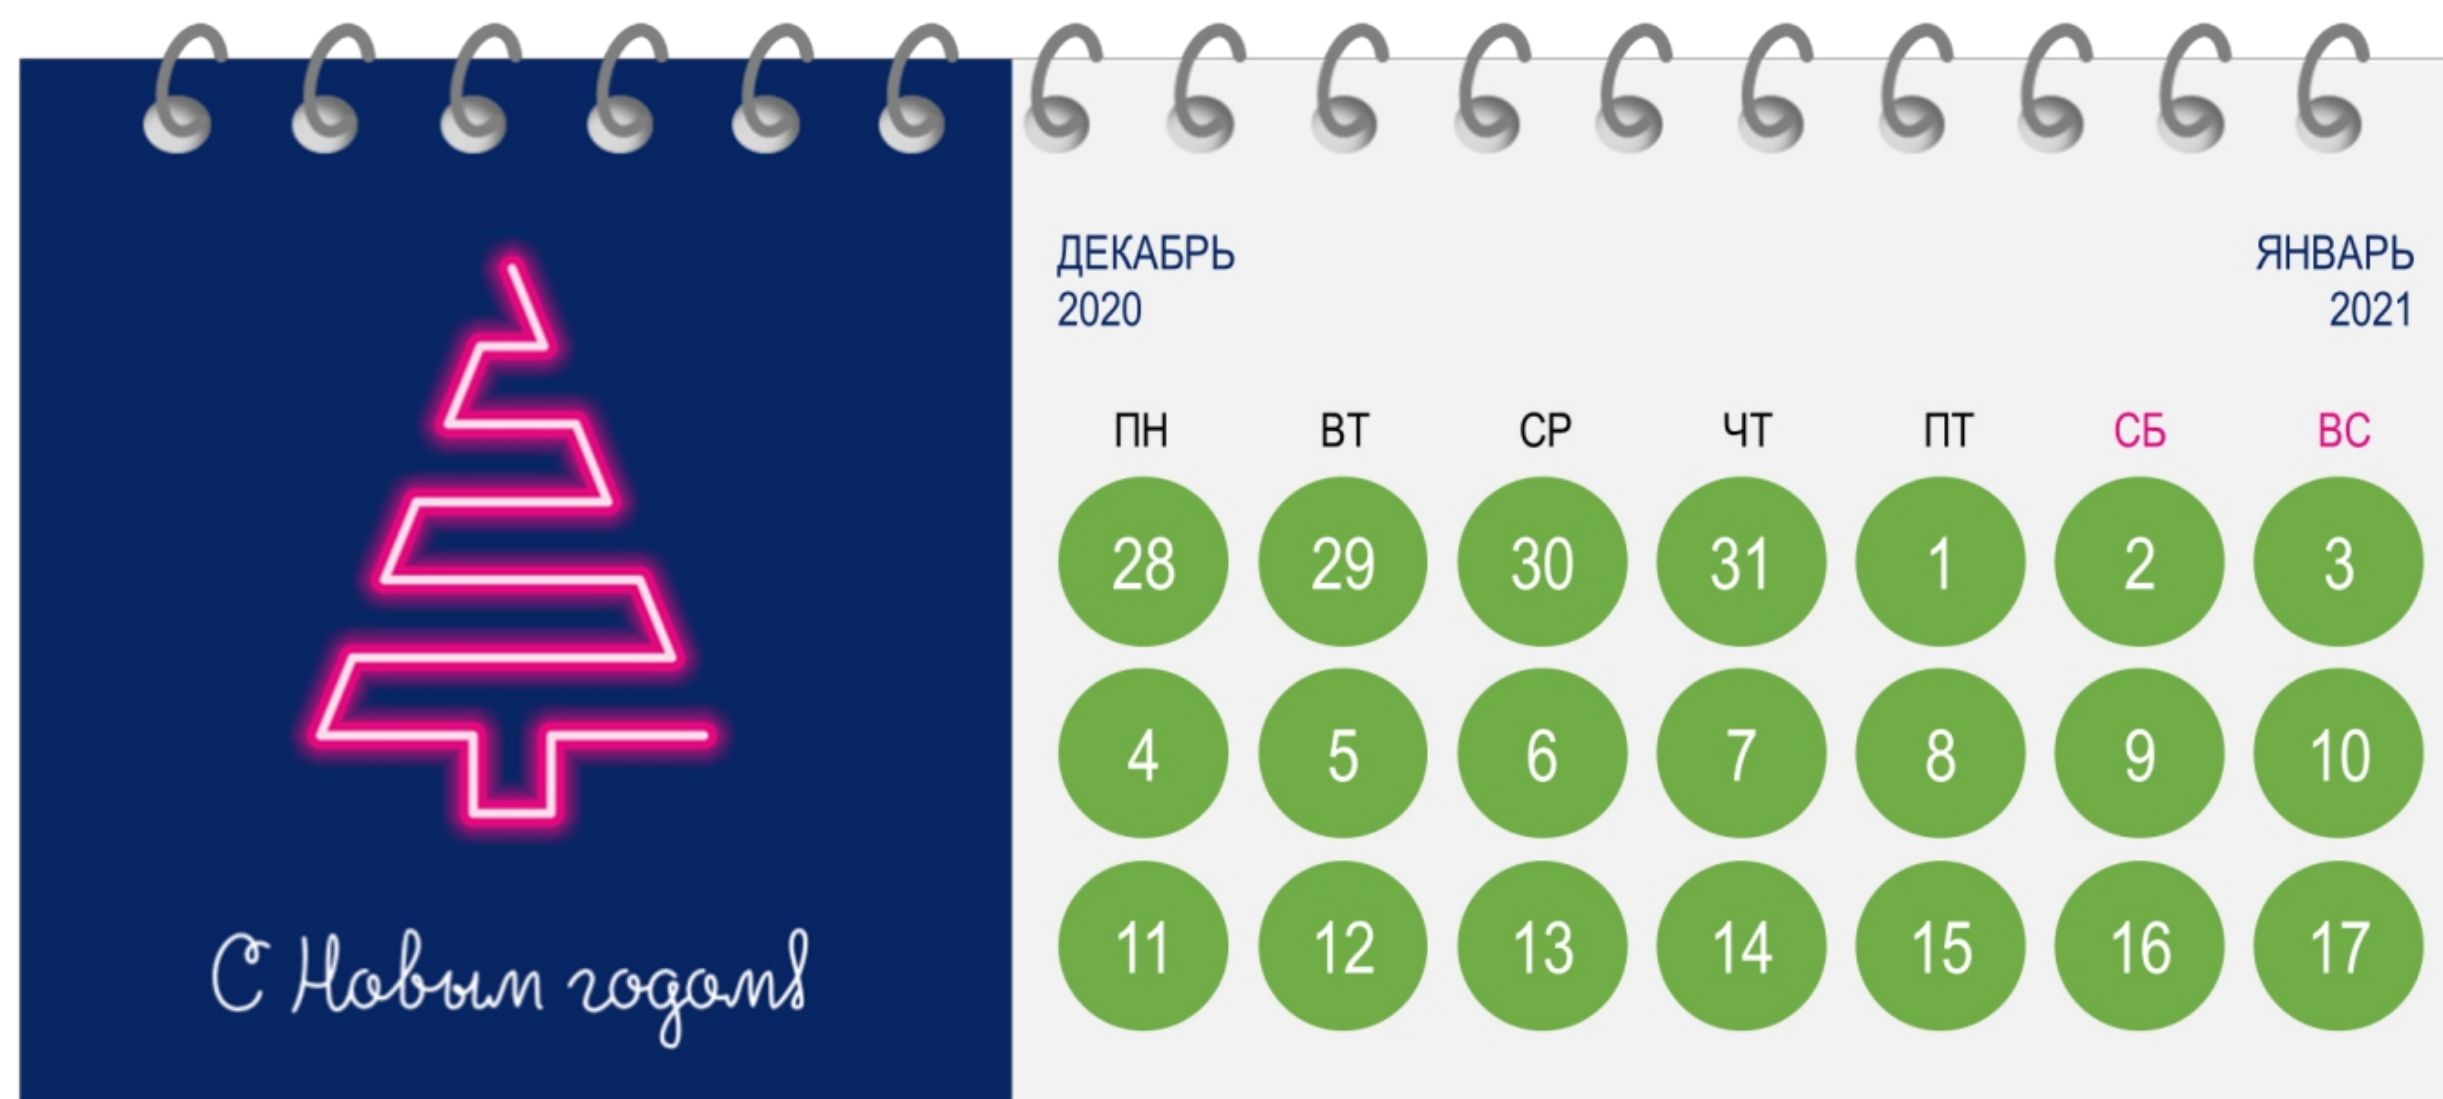 ДЕКАБРЬ
2020
ЯНВАРЬ
2021
ПН ВТ СР ЧТ ПТ СБ ВС
28 29 30 31 1 2 3
4 5 6 7 8 9 10
11 12 13 14 15 16 17
С Новым годом!